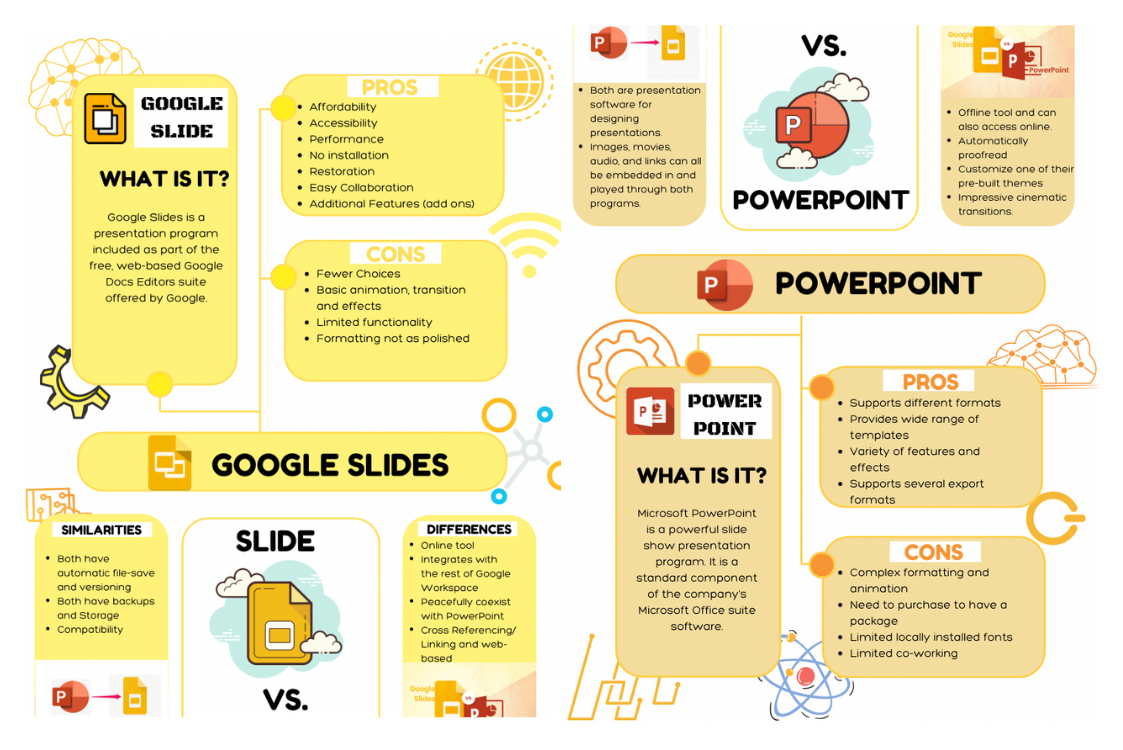 GOOGLE
SLIDE
WHAT IS IT?
Google Slides is a
presentation program
included as part of the
free, web-based Google
Docs Editors suite
offered by Google.
PROS
• Affordability
• Accessibility
• Performance
• No installation
• Restoration
• Easy Collaboration
• Additional Features (add ons)
CONS
• Fewer Choices
• Basic animation, transition
and effects
• Limited functionality
• Formatting not as polished
GOOGLE SLIDES
SIMILARITIES
• Both have
automatic file-save
and versioning
• Both have backups
and Storage
• Compatibility
P
SLIDE
VS.
DIFFERENCES
• Online tool
• Integrates with
the rest of Google
Workspace
• Peacefully coexist
with PowerPoint
• Cross Referencing/
Linking and web-
based
Google
Slides
VS
P
• Both are presentation
software for
designing
presentations.
• Images, movies,
audio, and links can all
be embedded in and
played through both
programs.
VS.
P
POWERPOINT
Google
Slides
VS
P
PowerPoint
• Offline tool and can
also access online.
• Automatically
proofread
• Customize one of their
pre-built themes
• Impressive cinematic
transitions.
P
POWERPOINT
P
POWER
POINT
WHAT IS IT?
Microsoft PowerPoint
is a powerful slide
show presentation
program. It is a
standard component
of the company's
Microsoft Office suite
software.
PROS
• Supports different formats
• Provides wide range of
templates
• Variety of features and
effects
• Supports several export
formats
CONS
• Complex formatting and
animation
• Need to purchase to have a
package
• Limited locally installed fonts
• Limited co-working